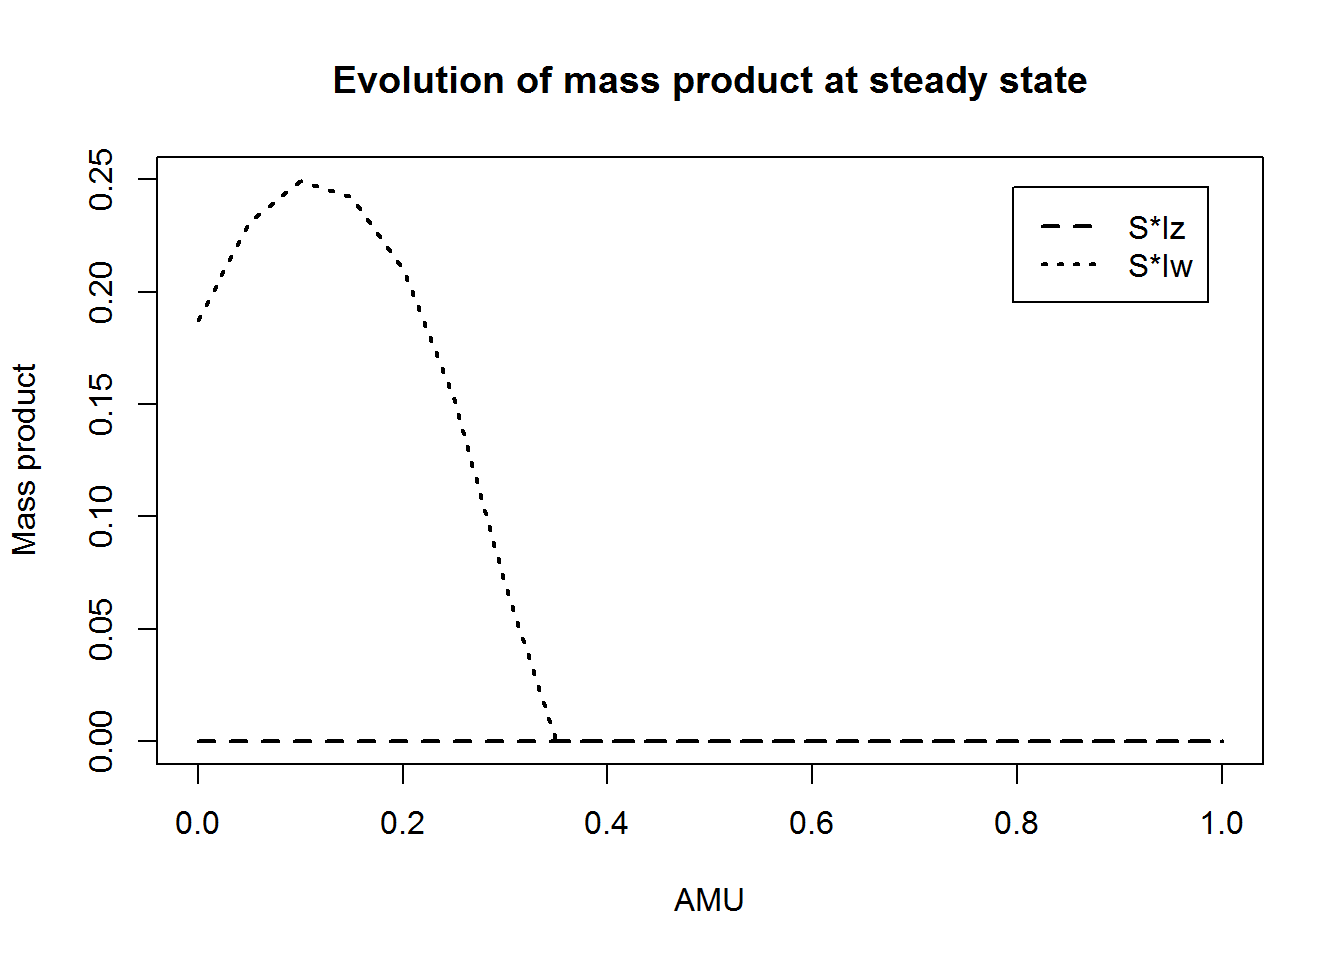 Evolution of mass product at steady state
0.25
0.20
0.15
0.10
0.05
0.00
Mass product
S*Iz
S*Iw
0.0 0.2 0.4 0.6 0.8 1.0
AMU